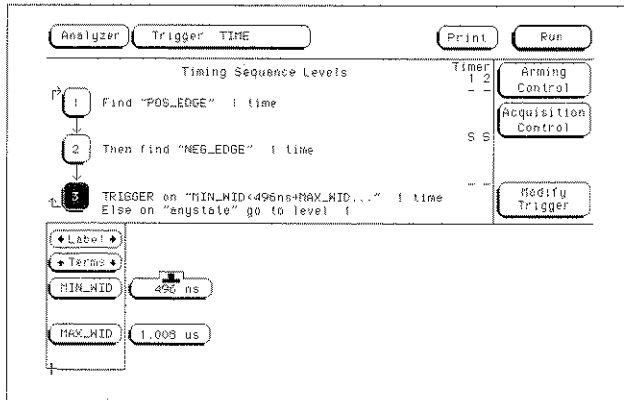 Analyzer Trigger TIME Print Run
Timing Sequence Levels
Timer
1 2
Arming Control
1 Find "POS_EDGE" 1 time
- -
Acquisition Control
2 Then find "NEG_EDGE" 1 time
S S
3 TRIGGER on "MIN_WID<496ns+MAX_WID..." 1 time
- -
Else on "anystate" go to level 1
Modify Trigger
Label
Terms
MIN_WID 496 ns
MAX_WID 1.008 us